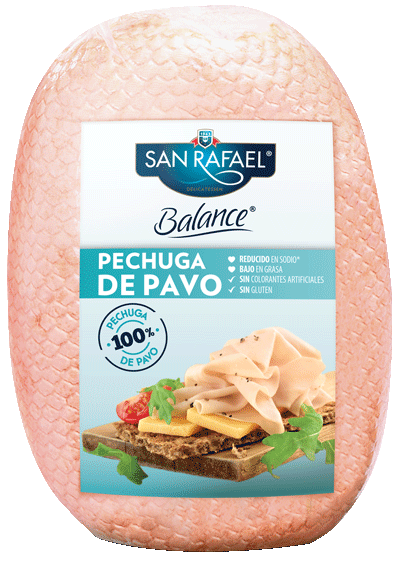 SAN RAFAEL®
DELICATESSEN
Balance®
PECHUGA
DE PAVO
REDUCIDO EN SODIO*
BAJO EN GRASA
SIN COLORANTES ARTIFICIALES
SIN GLUTEN
PECHUGA
100%
DE PAVO